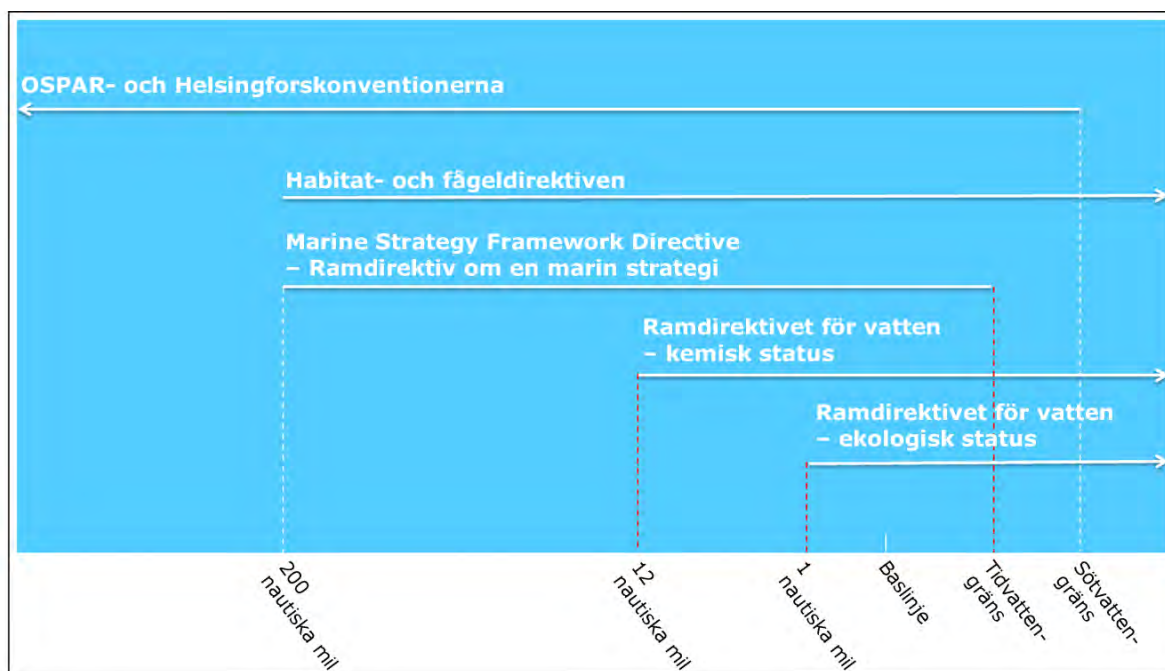 OSPAR- och Helsingforskonventionerna
Habitat- och fågeldirektiven
Marine Strategy Framework Directive
– Ramdirektiv om en marin strategi
Ramdirektivet för vatten
– kemisk status
Ramdirektivet för vatten
– ekologisk status
200
nautiska mil
12
nautiska mil
1
nautiska mil
Baslinje
Tidvatten-
gräns
Sötvatten-
gräns